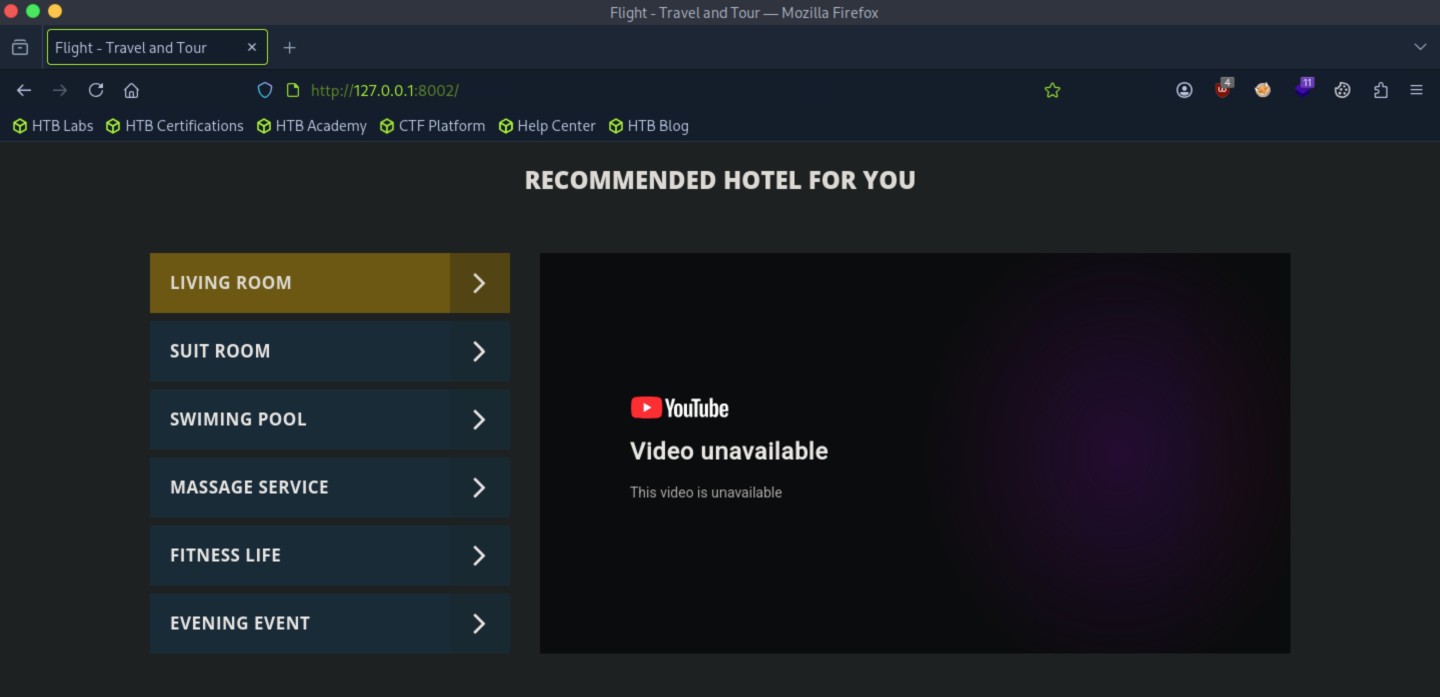 Flight - Travel and Tour — Mozilla Firefox
Flight - Travel and Tour
http://127.0.0.1:8002/
4
11
HTB Labs HTB Certifications HTB Academy CTF Platform Help Center HTB Blog
RECOMMENDED HOTEL FOR YOU
LIVING ROOM
SUIT ROOM
SWIMING POOL
MASSAGE SERVICE
FITNESS LIFE
EVENING EVENT
YouTube
Video unavailable
This video is unavailable